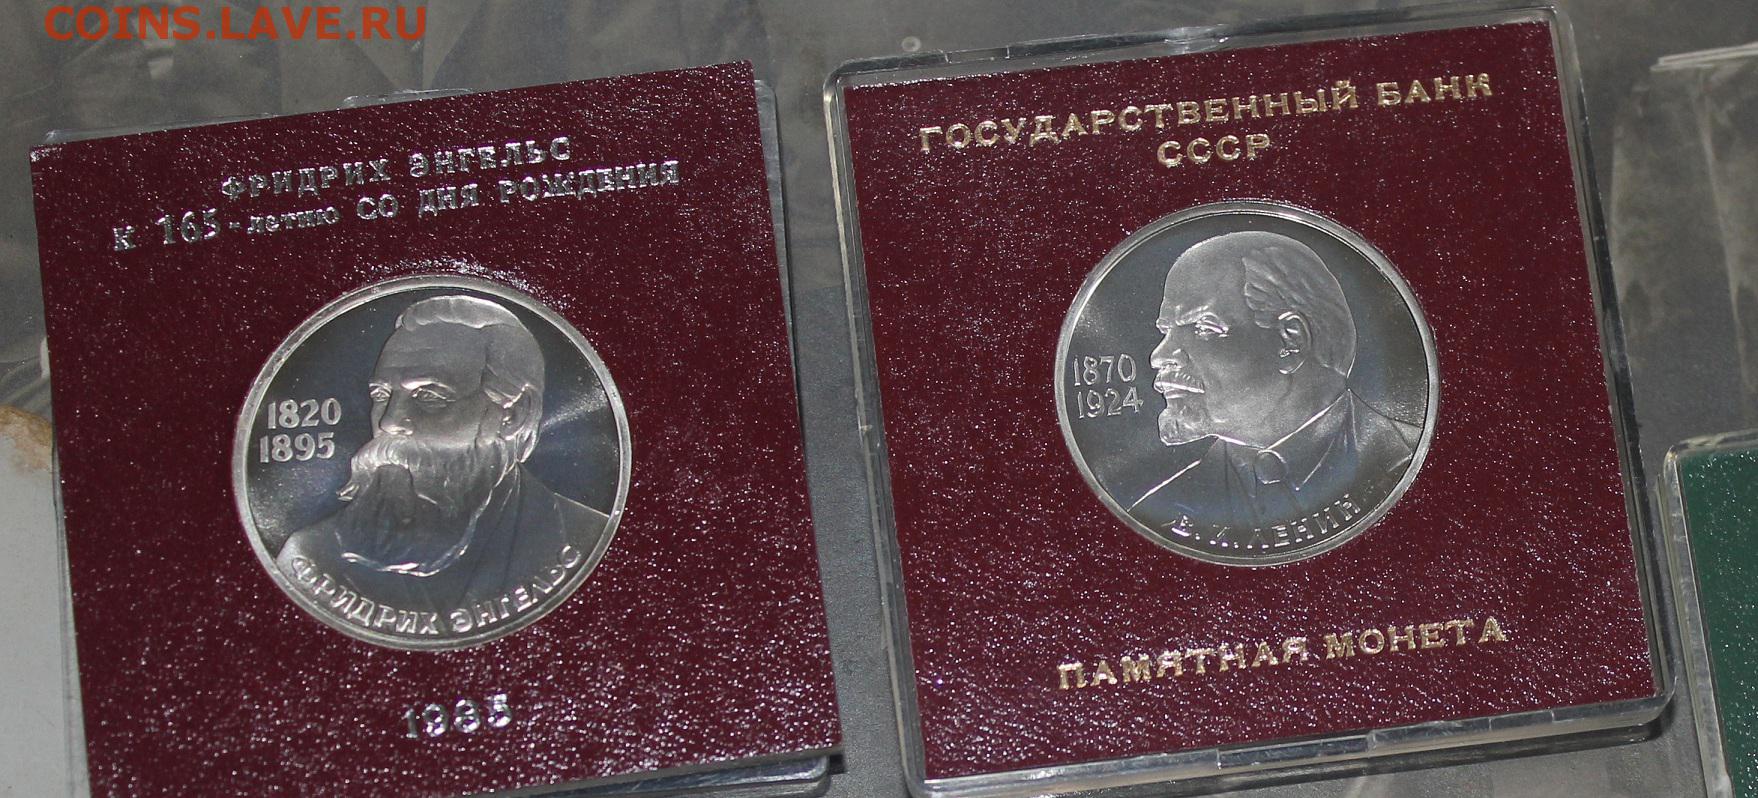 COINS.LAVE.RU
ФРИДРИХ ЭНГЕЛЬС
К 165-летию СО ДНЯ РОЖДЕНИЯ
1820
1895
ФРИДРИХ ЭНГЕЛЬС
1985
ГОСУДАРСТВЕННЫЙ БАНК
СССР
1870
1924
В.И. ЛЕНИН
ПАМЯТНАЯ МОНЕТА